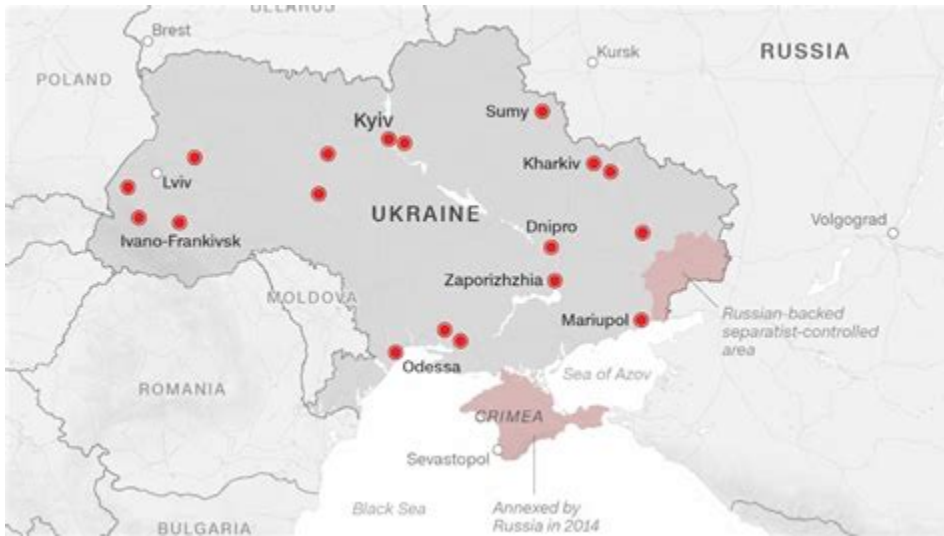 BELARUS
Brest
RUSSIA
Kursk
POLAND
Sumy
Kyiv
Kharkiv
Lviv
UKRAINE
Volgograd
Dnipro
Ivano-Frankivsk
Zaporizhzhia
MOLDOVA
Mariupol
Russian-backed
separatist-controlled
area
Odessa
Sea of Azov
ROMANIA
CRIMEA
Sevastopol
Black Sea
Annexed by
Russia in 2014
BULGARIA